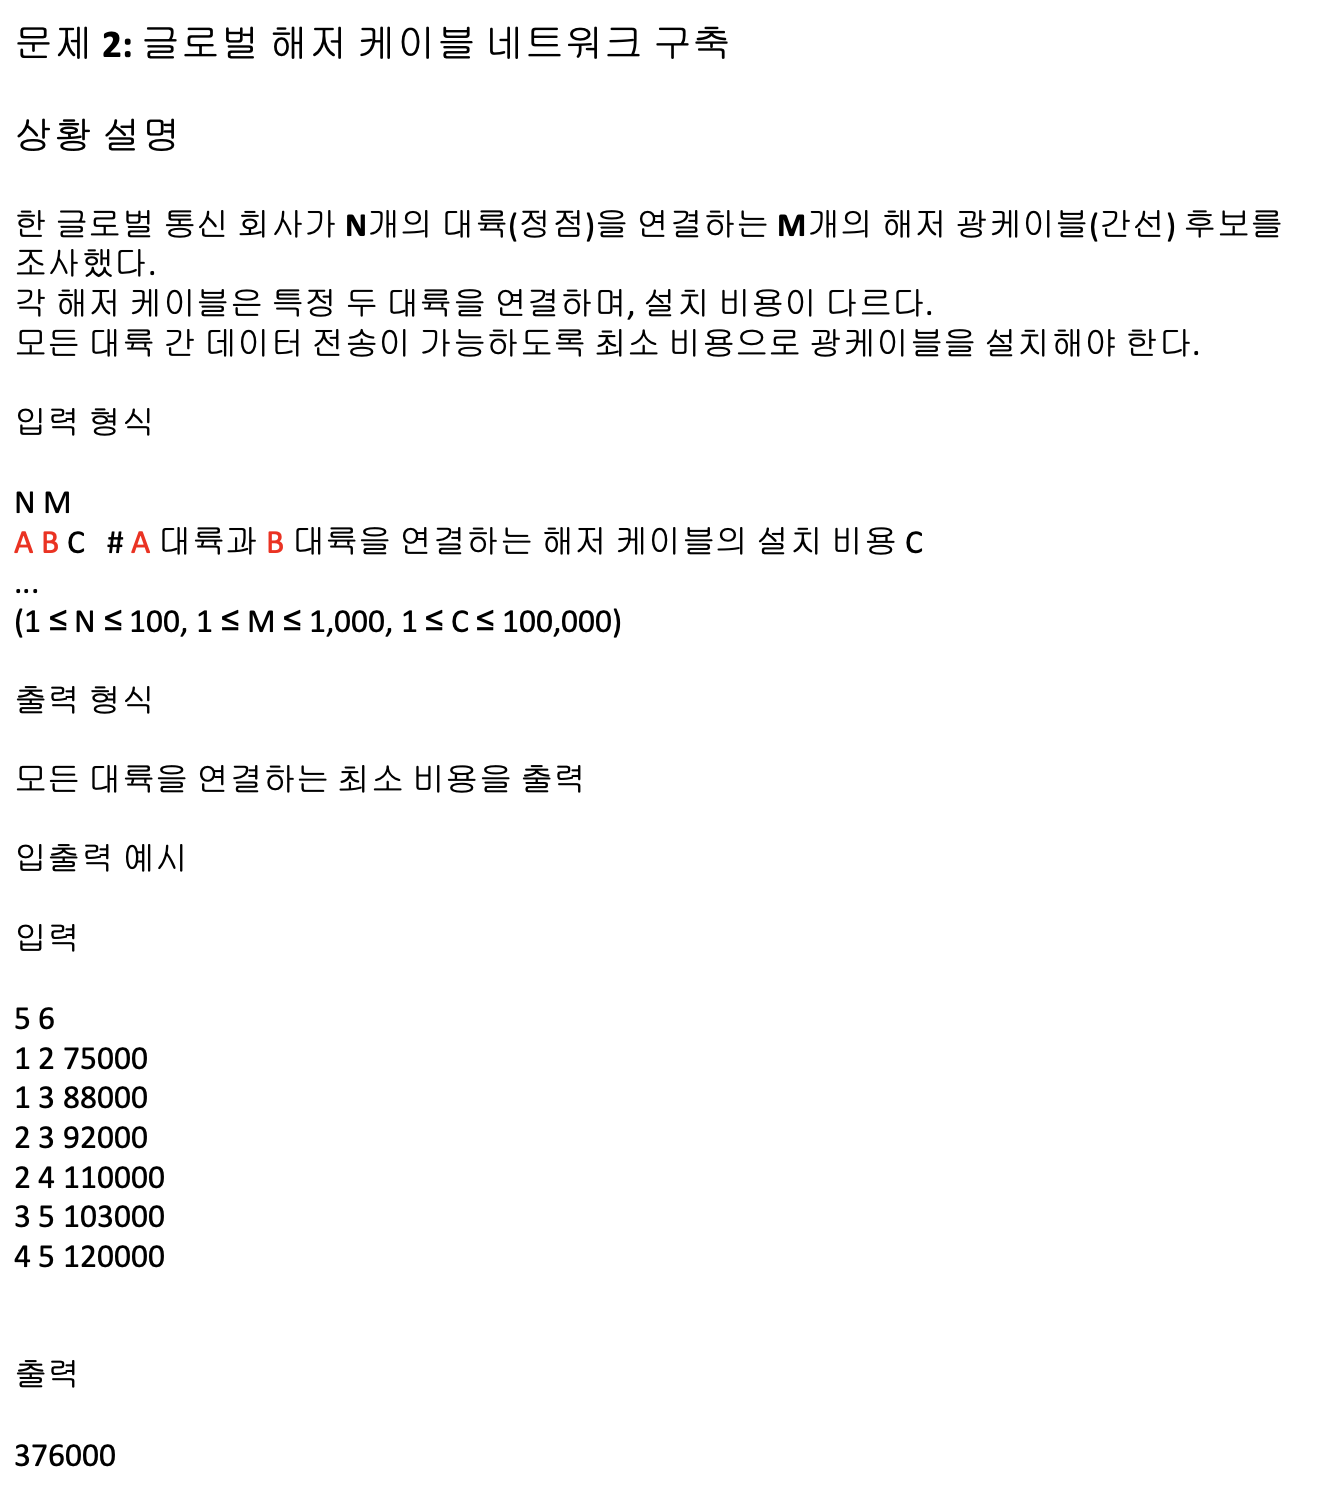 문제 2: 글로벌 해저 케이블 네트워크 구축
상황 설명
한 글로벌 통신 회사가 N개의 대륙(정점)을 연결하는 M개의 해저 광케이블(간선) 후보를
조사했다.
각 해저 케이블은 특정 두 대륙을 연결하며, 설치 비용이 다르다.
모든 대륙 간 데이터 전송이 가능하도록 최소 비용으로 광케이블을 설치해야 한다.
입력 형식
N M
A B C # A 대륙과 B 대륙을 연결하는 해저 케이블의 설치 비용 C
...
(1 ≤ N ≤ 100, 1 ≤ M ≤ 1,000, 1 ≤ C ≤ 100,000)
출력 형식
모든 대륙을 연결하는 최소 비용을 출력
입출력 예시
입력
5 6
1 2 75000
1 3 88000
2 3 92000
2 4 110000
3 5 103000
4 5 120000
출력
376000